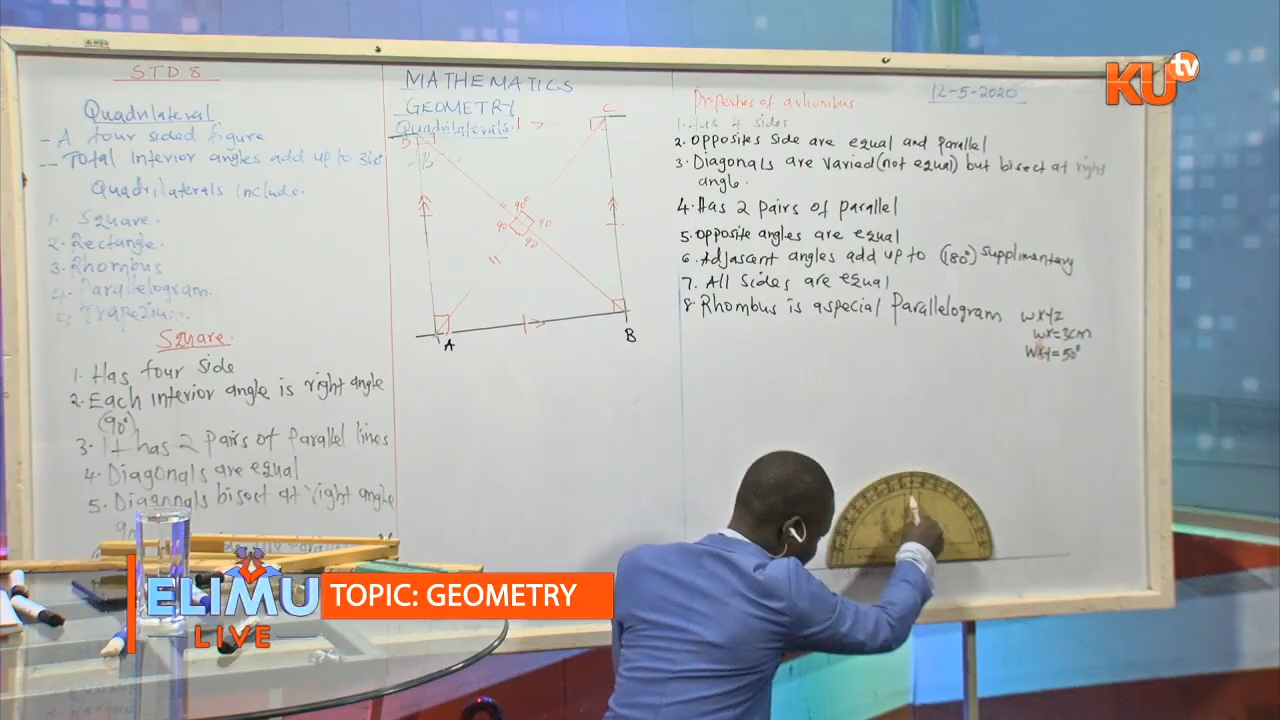 STD 8
Quadrilateral
- A four sided figure
-- Total interior angles add up to 360°
Quadrilaterals include.
1. Square.
2. Rectangle.
3. Rhombus
4. Parallelogram.
5. Trapezium.
Square.
1. Has four side
2. Each interior angle is right angle
(90°)
3. It has 2 pairs of parallel lines
4. Diagonals are equal
5. Diagonals bisect at right angle
MATHEMATICS
GEOMETRY
Quadrilaterals.
D
C
90°
90
90
90
A
B
12-5-2020
Properties of a rhombus
1. Has 4 sides
2. Opposites side are equal and parallel
3. Diagonals are varied (not equal) but bisect at right
angle.
4. Has 2 pairs of parallel
5. Opposite angles are equal
6. Adjascent angles add up to (180°) supplimentary
7. All sides are equal
8. Rhombus is a special parallelogram
WXYZ
WX=3cm
WXY=50°
KU tv
ELIMU
LIVE
TOPIC: GEOMETRY